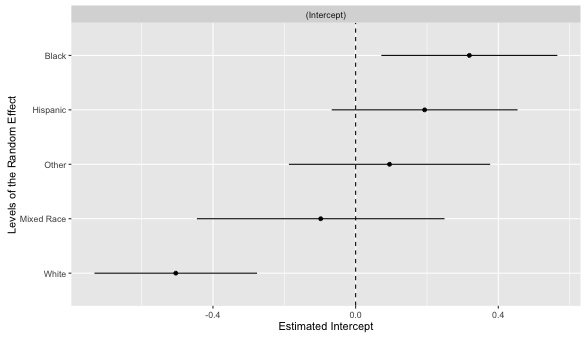 (Intercept)
Levels of the Random Effect
Black
Hispanic
Other
Mixed Race
White
-0.4
0.0
0.4
Estimated Intercept